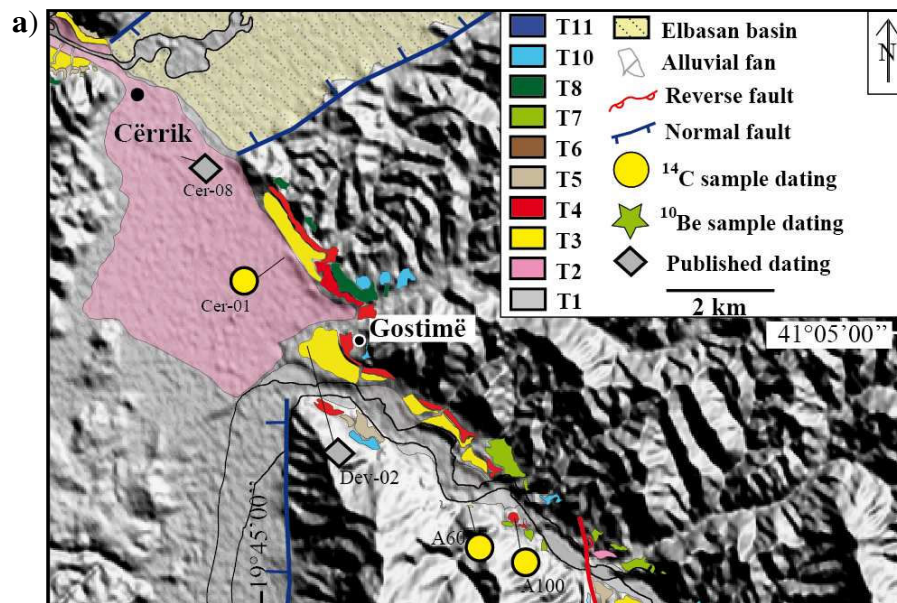 a)
Cërrik
Cer-08
Cer-01
Gostimë
Dev-02
A60
A100
19°45'00’’
41°05'00’’
T11
T10
T8
T7
T6
T5
T4
T3
T2
T1
Elbasan basin
Alluvial fan
Reverse fault
Normal fault
14C sample dating
10Be sample dating
Published dating
2 km
N